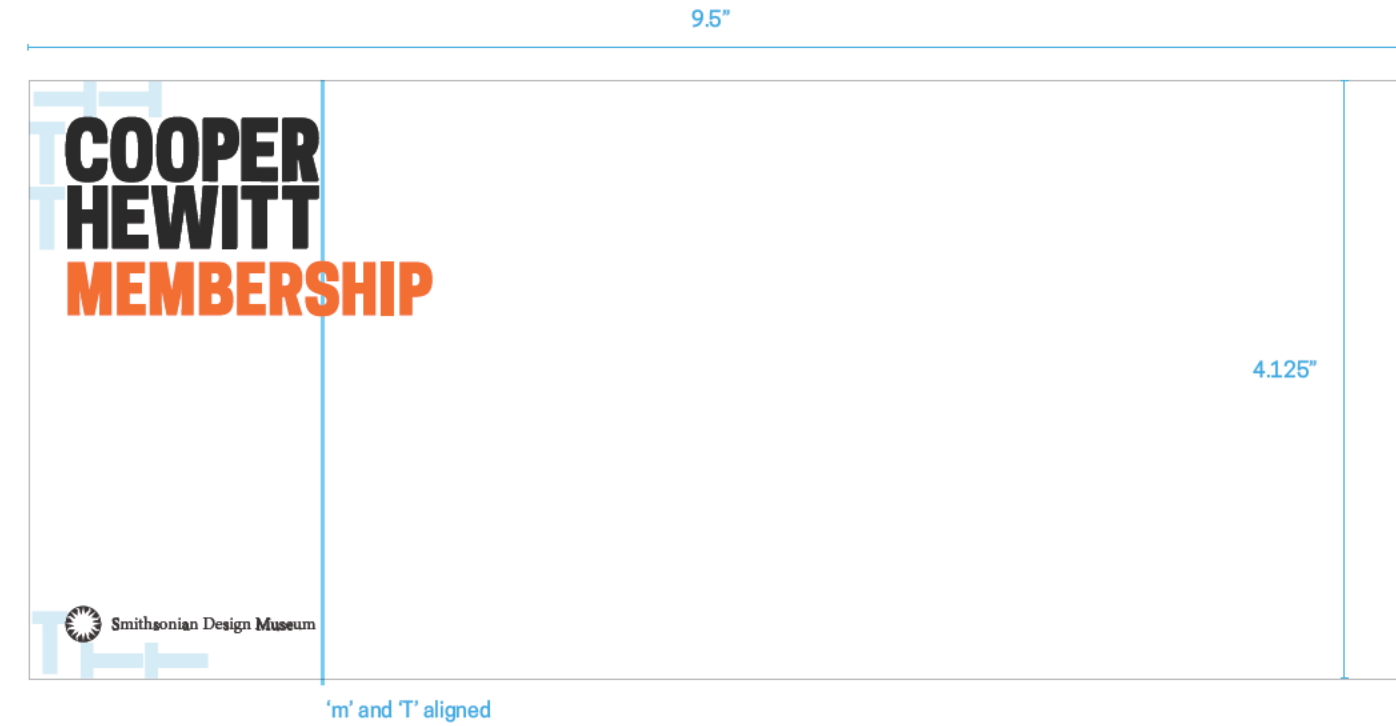 9.5”
COOPER
HEWITT
MEMBERSHIP
4.125”
Smithsonian Design Museum
‘m’ and ‘T’ aligned